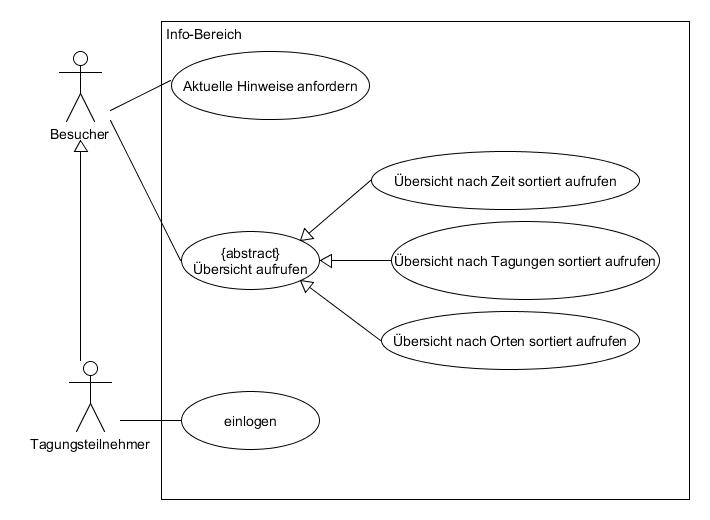 Info-Bereich
Aktuelle Hinweise anfordern
Besucher
Übersicht nach Zeit sortiert aufrufen
{abstract}
Übersicht aufrufen
Übersicht nach Tagungen sortiert aufrufen
Übersicht nach Orten sortiert aufrufen
einlogen
Tagungsteilnehmer